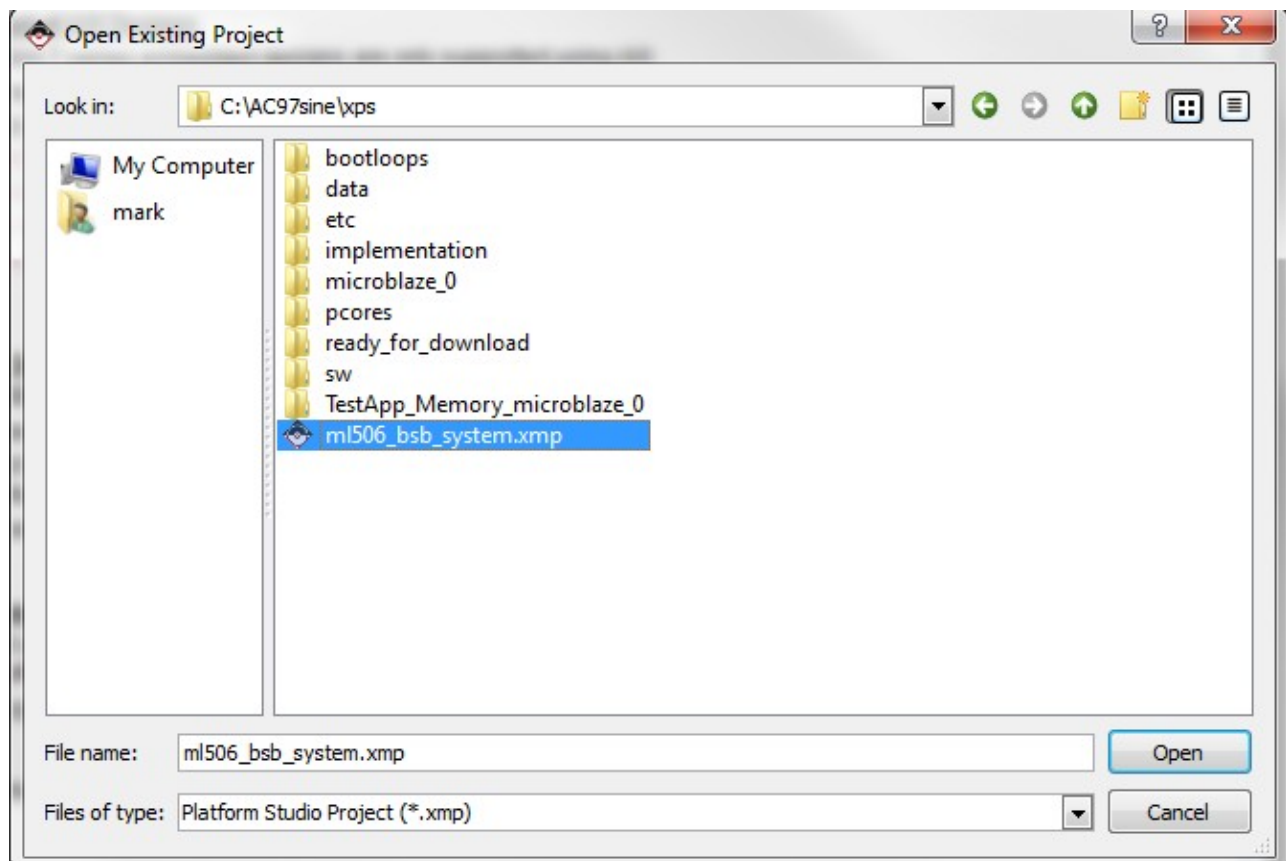 Open Existing Project
Look in: C:\AC97sine\xps
My Computer
mark
bootloops
data
etc
implementation
microblaze_0
pcores
ready_for_download
sw
TestApp_Memory_microblaze_0
ml506_bsb_system.xmp
File name: ml506_bsb_system.xmp Open
Files of type: Platform Studio Project (*.xmp) Cancel